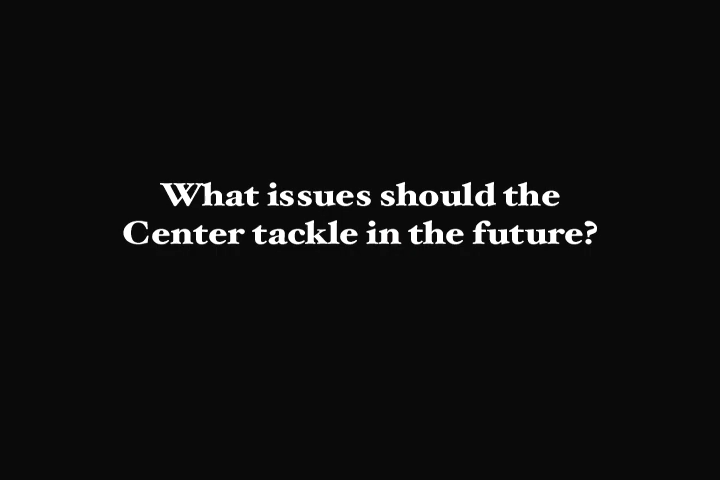 What issues should the
Center tackle in the future?